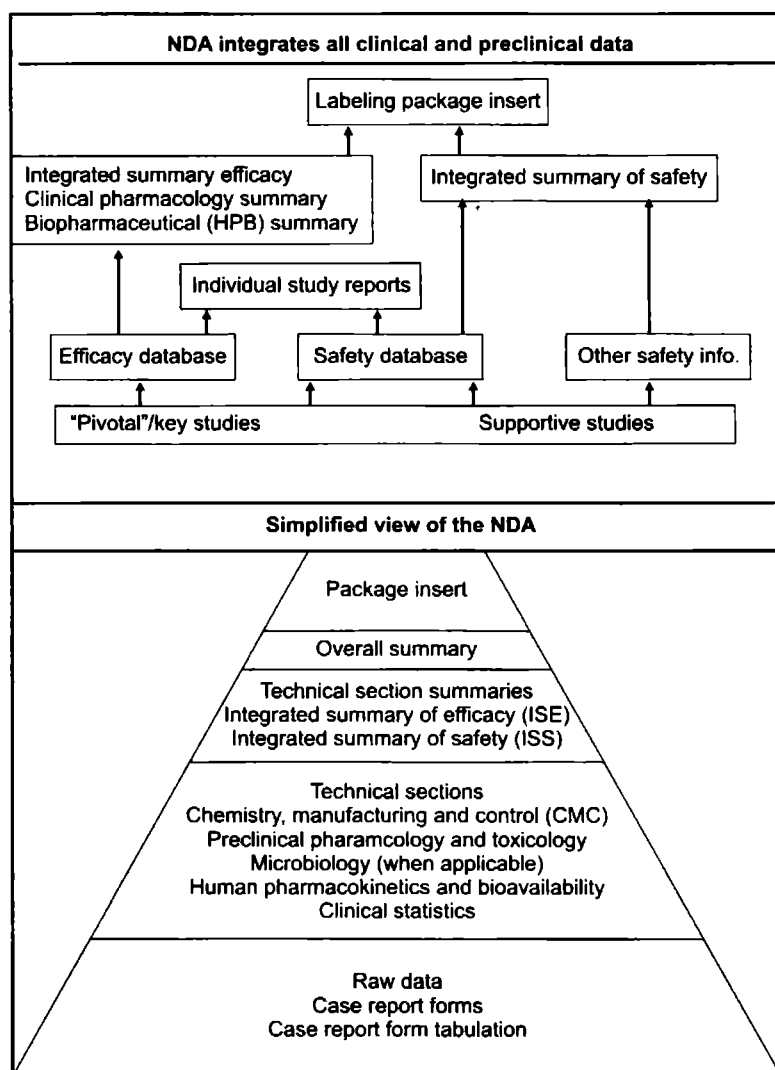 NDA integrates all clinical and preclinical data
Labeling package insert
Integrated summary efficacy
Clinical pharmacology summary
Biopharmaceutical (HPB) summary
Integrated summary of safety
Individual study reports
Efficacy database
Safety database
Other safety info.
"Pivotal"/key studies
Supportive studies
Simplified view of the NDA
Package insert
Overall summary
Technical section summaries
Integrated summary of efficacy (ISE)
Integrated summary of safety (ISS)
Technical sections
Chemistry, manufacturing and control (CMC)
Preclinical pharamcology and toxicology
Microbiology (when applicable)
Human pharmacokinetics and bioavailability
Clinical statistics
Raw data
Case report forms
Case report form tabulation